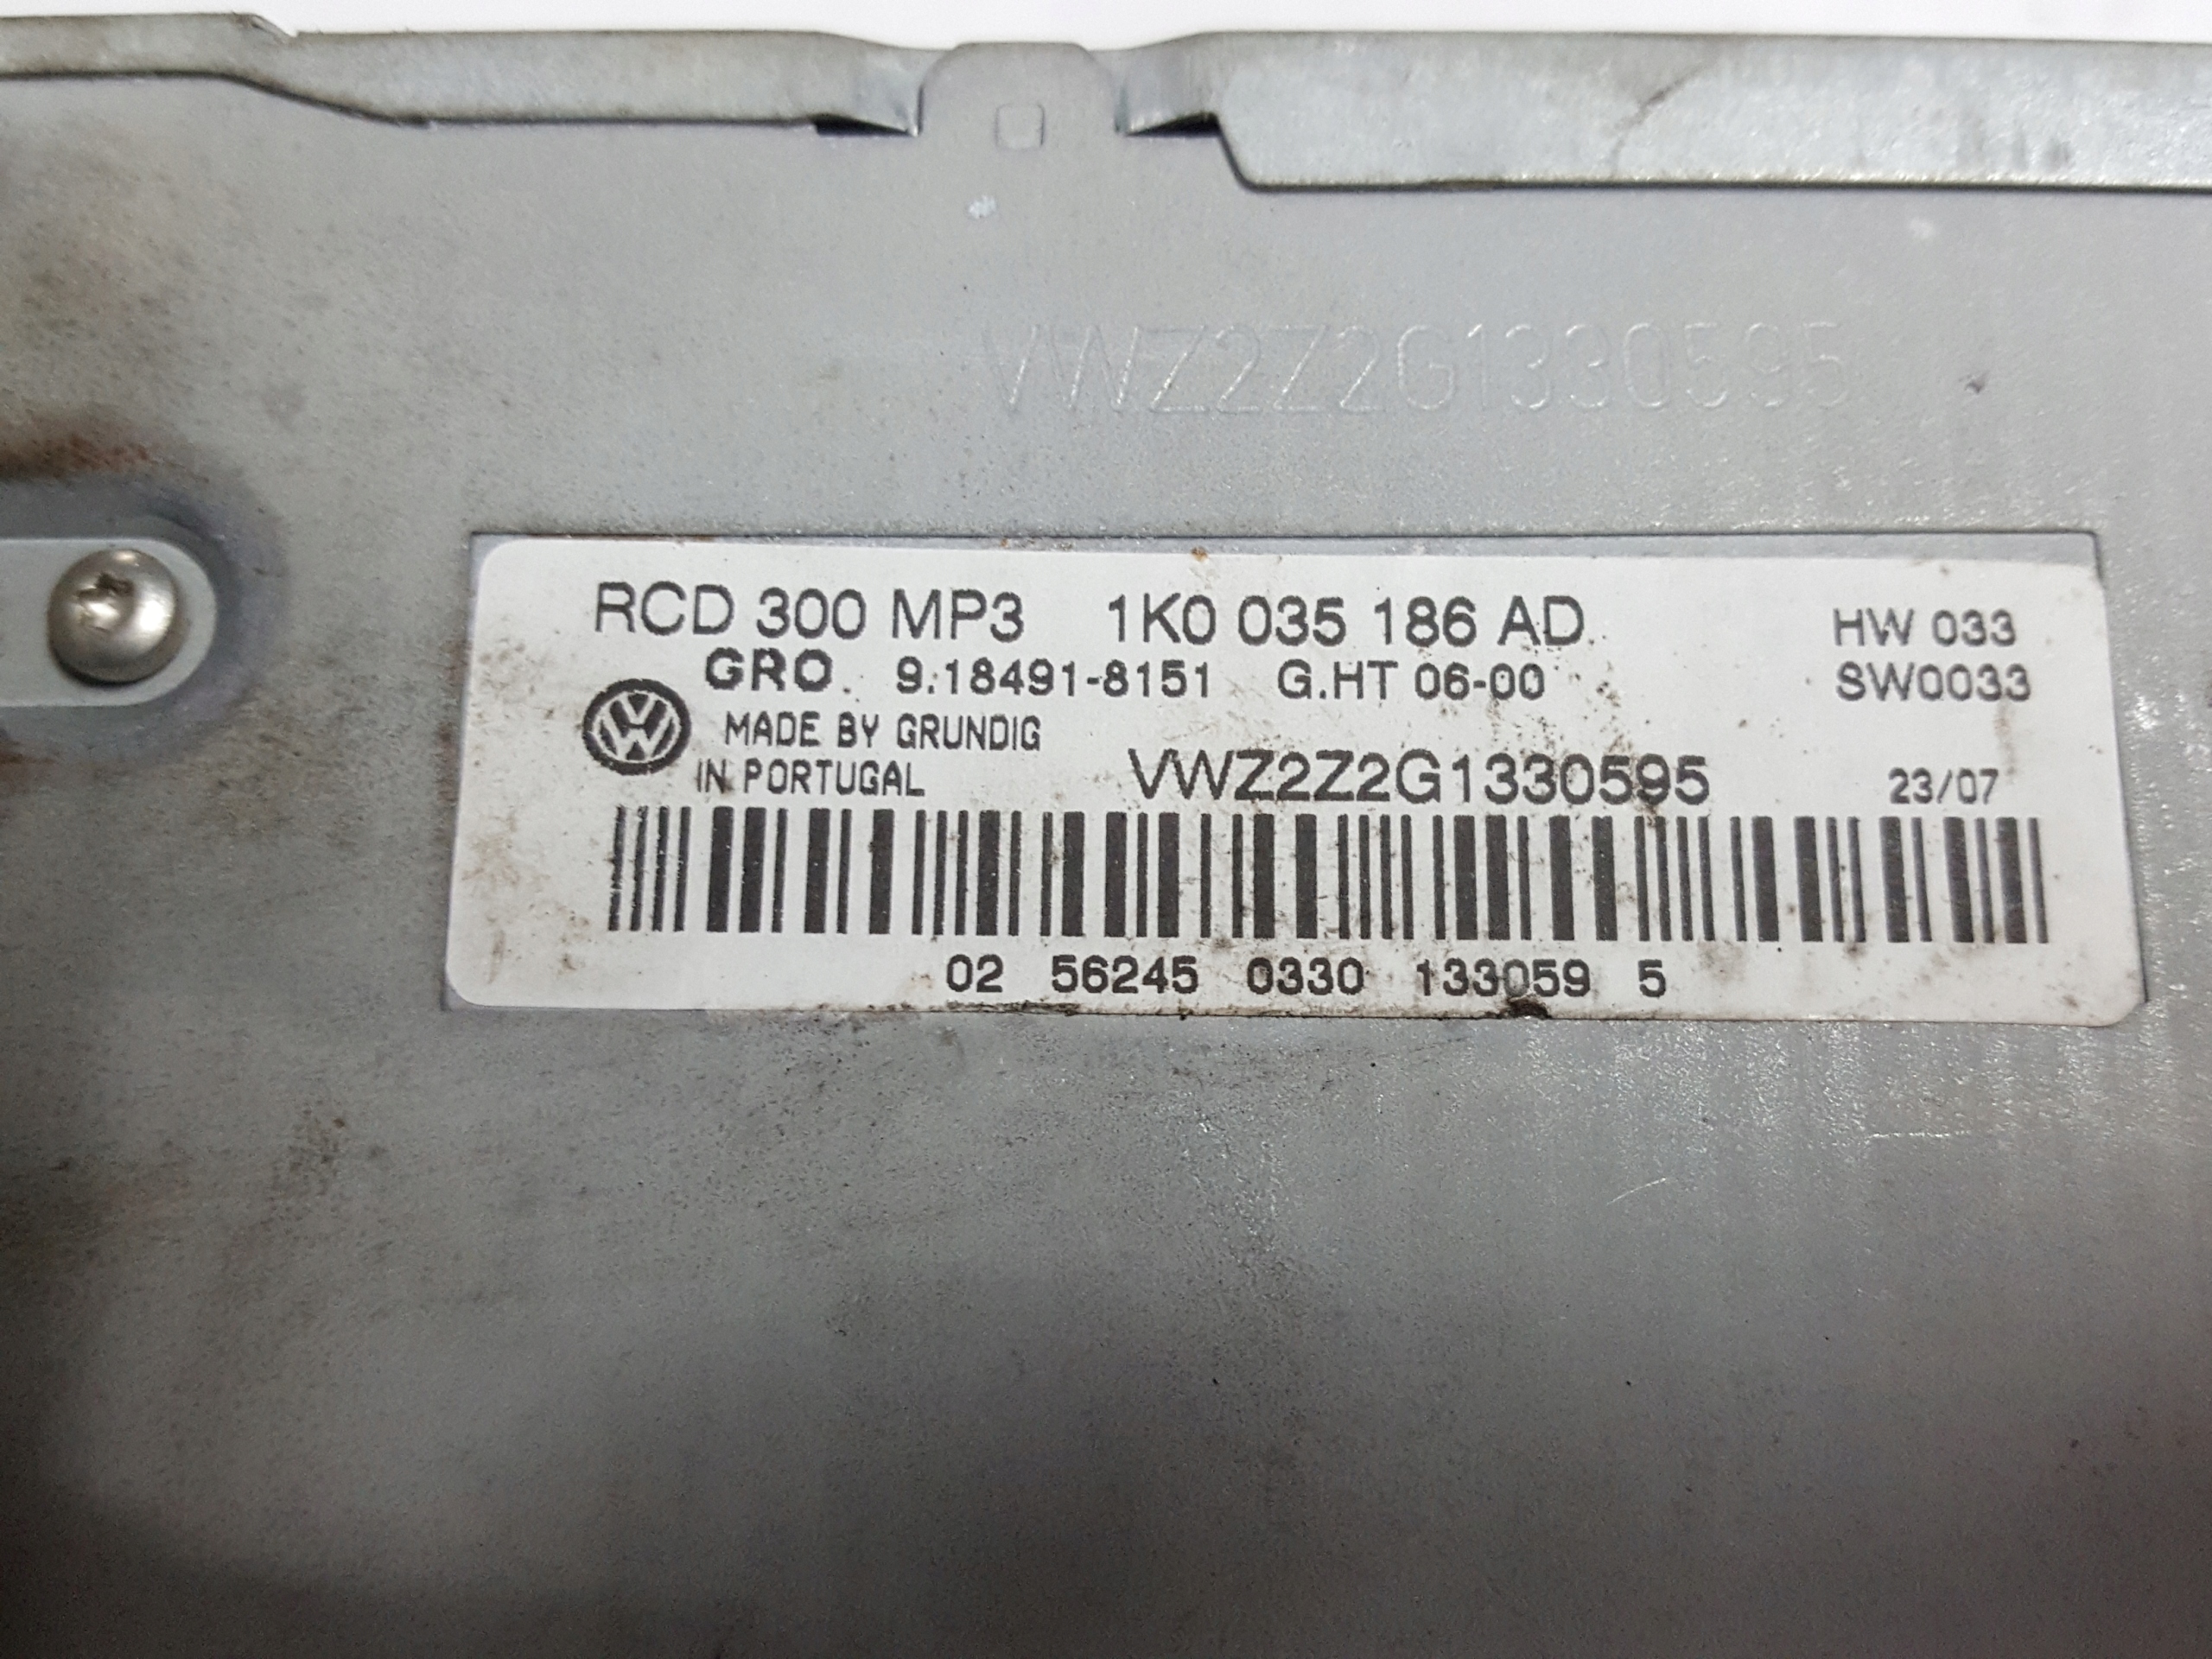 VWZ2Z2G1330595
RCD 300 MP3 1K0 035 186 AD HW 033
GRO. 9.18491-8151 G.HT 06-00 SW0033
MADE BY GRUNDIG
IN PORTUGAL VWZ2Z2G1330595 23/07
02 56245 0330 133059 5